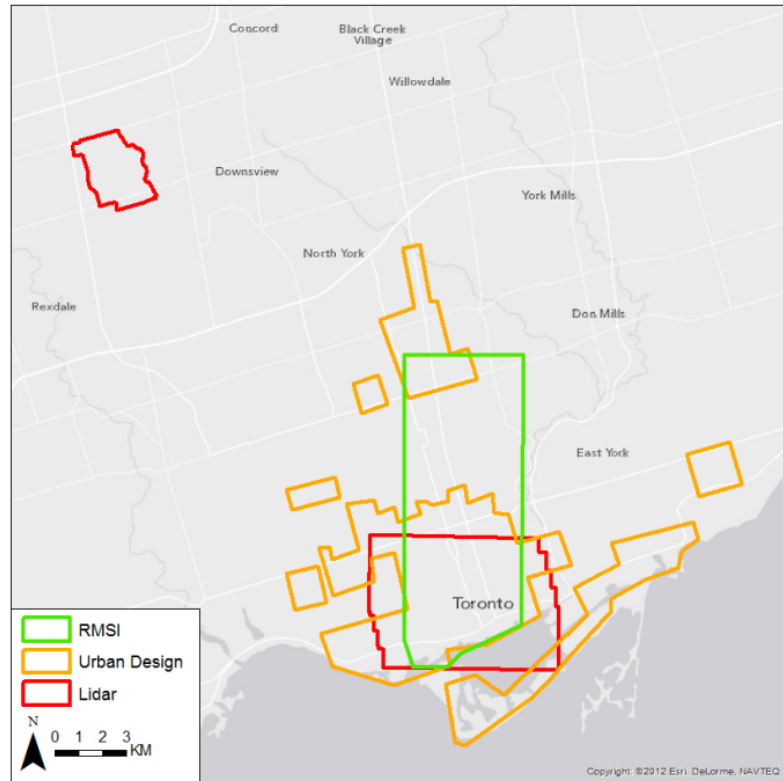 Concord
Black Creek
Village
Willowdale
Downsview
York Mills
North York
Rexdale
Don Mills
East York
Toronto
RMSI
Urban Design
Lidar
N
0 1 2 3
KM
Copyright: ©2012 Esri, DeLorme, NAVTEQ